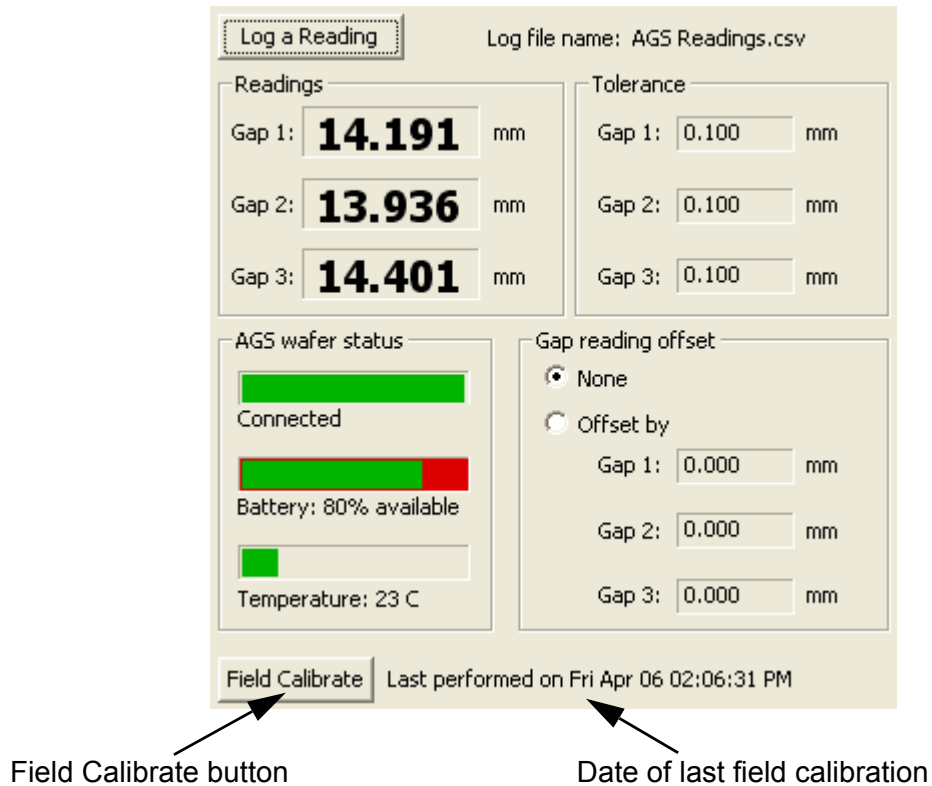 Log a Reading Log file name: AGS Readings.csv
Readings
Gap 1: 14.191 mm
Gap 2: 13.936 mm
Gap 3: 14.401 mm
Tolerance
Gap 1: 0.100 mm
Gap 2: 0.100 mm
Gap 3: 0.100 mm
AGS wafer status
Connected
Battery: 80% available
Temperature: 23 C
Gap reading offset
None
Offset by
Gap 1: 0.000 mm
Gap 2: 0.000 mm
Gap 3: 0.000 mm
Field Calibrate Last performed on Fri Apr 06 02:06:31 PM
Field Calibrate button
Date of last field calibration